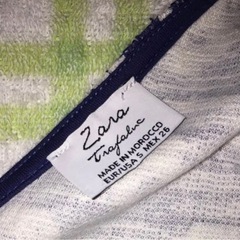 Zara
Trafaluc
MADE IN MOROCCO
EUR/USA S MEX 26